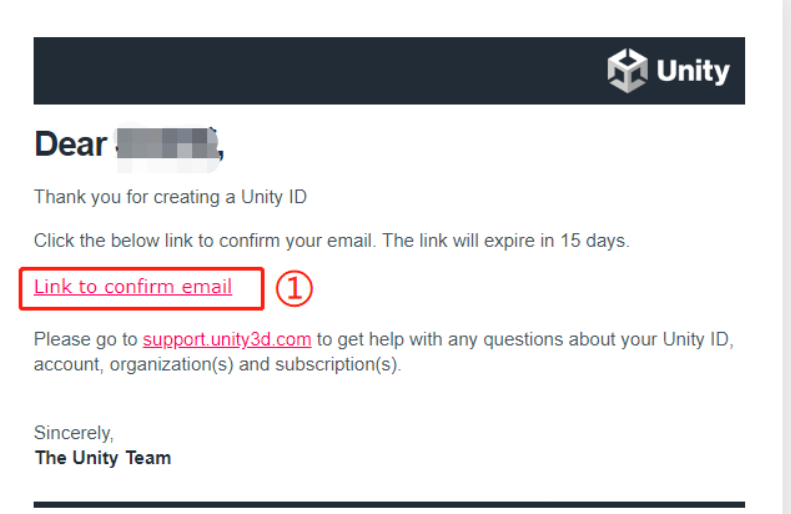 Unity
Dear
Thank you for creating a Unity ID
Click the below link to confirm your email. The link will expire in 15 days.
Link to confirm email ①
Please go to support.unity3d.com to get help with any questions about your Unity ID,
account, organization(s) and subscription(s).
Sincerely,
The Unity Team